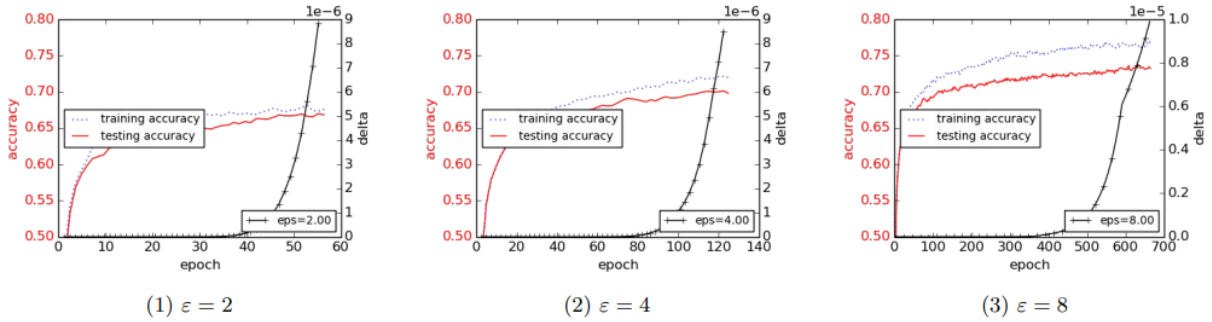 1e−6
0.80
0.75
0.70
0.65
0.60
0.55
0.50
accuracy
training accuracy
testing accuracy
eps=2.00
9
8
7
6
5
4
3
2
1
0
delta
0 10 20 30 40 50 60
epoch
(1) ε = 2
1e−6
0.80
0.75
0.70
0.65
0.60
0.55
0.50
accuracy
training accuracy
testing accuracy
eps=4.00
9
8
7
6
5
4
3
2
1
0
delta
0 20 40 60 80 100 120 140
epoch
(2) ε = 4
1e−5
0.80
0.75
0.70
0.65
0.60
0.55
0.50
accuracy
training accuracy
testing accuracy
eps=8.00
1.0
0.8
0.6
0.4
0.2
0.0
delta
0 100 200 300 400 500 600 700
epoch
(3) ε = 8